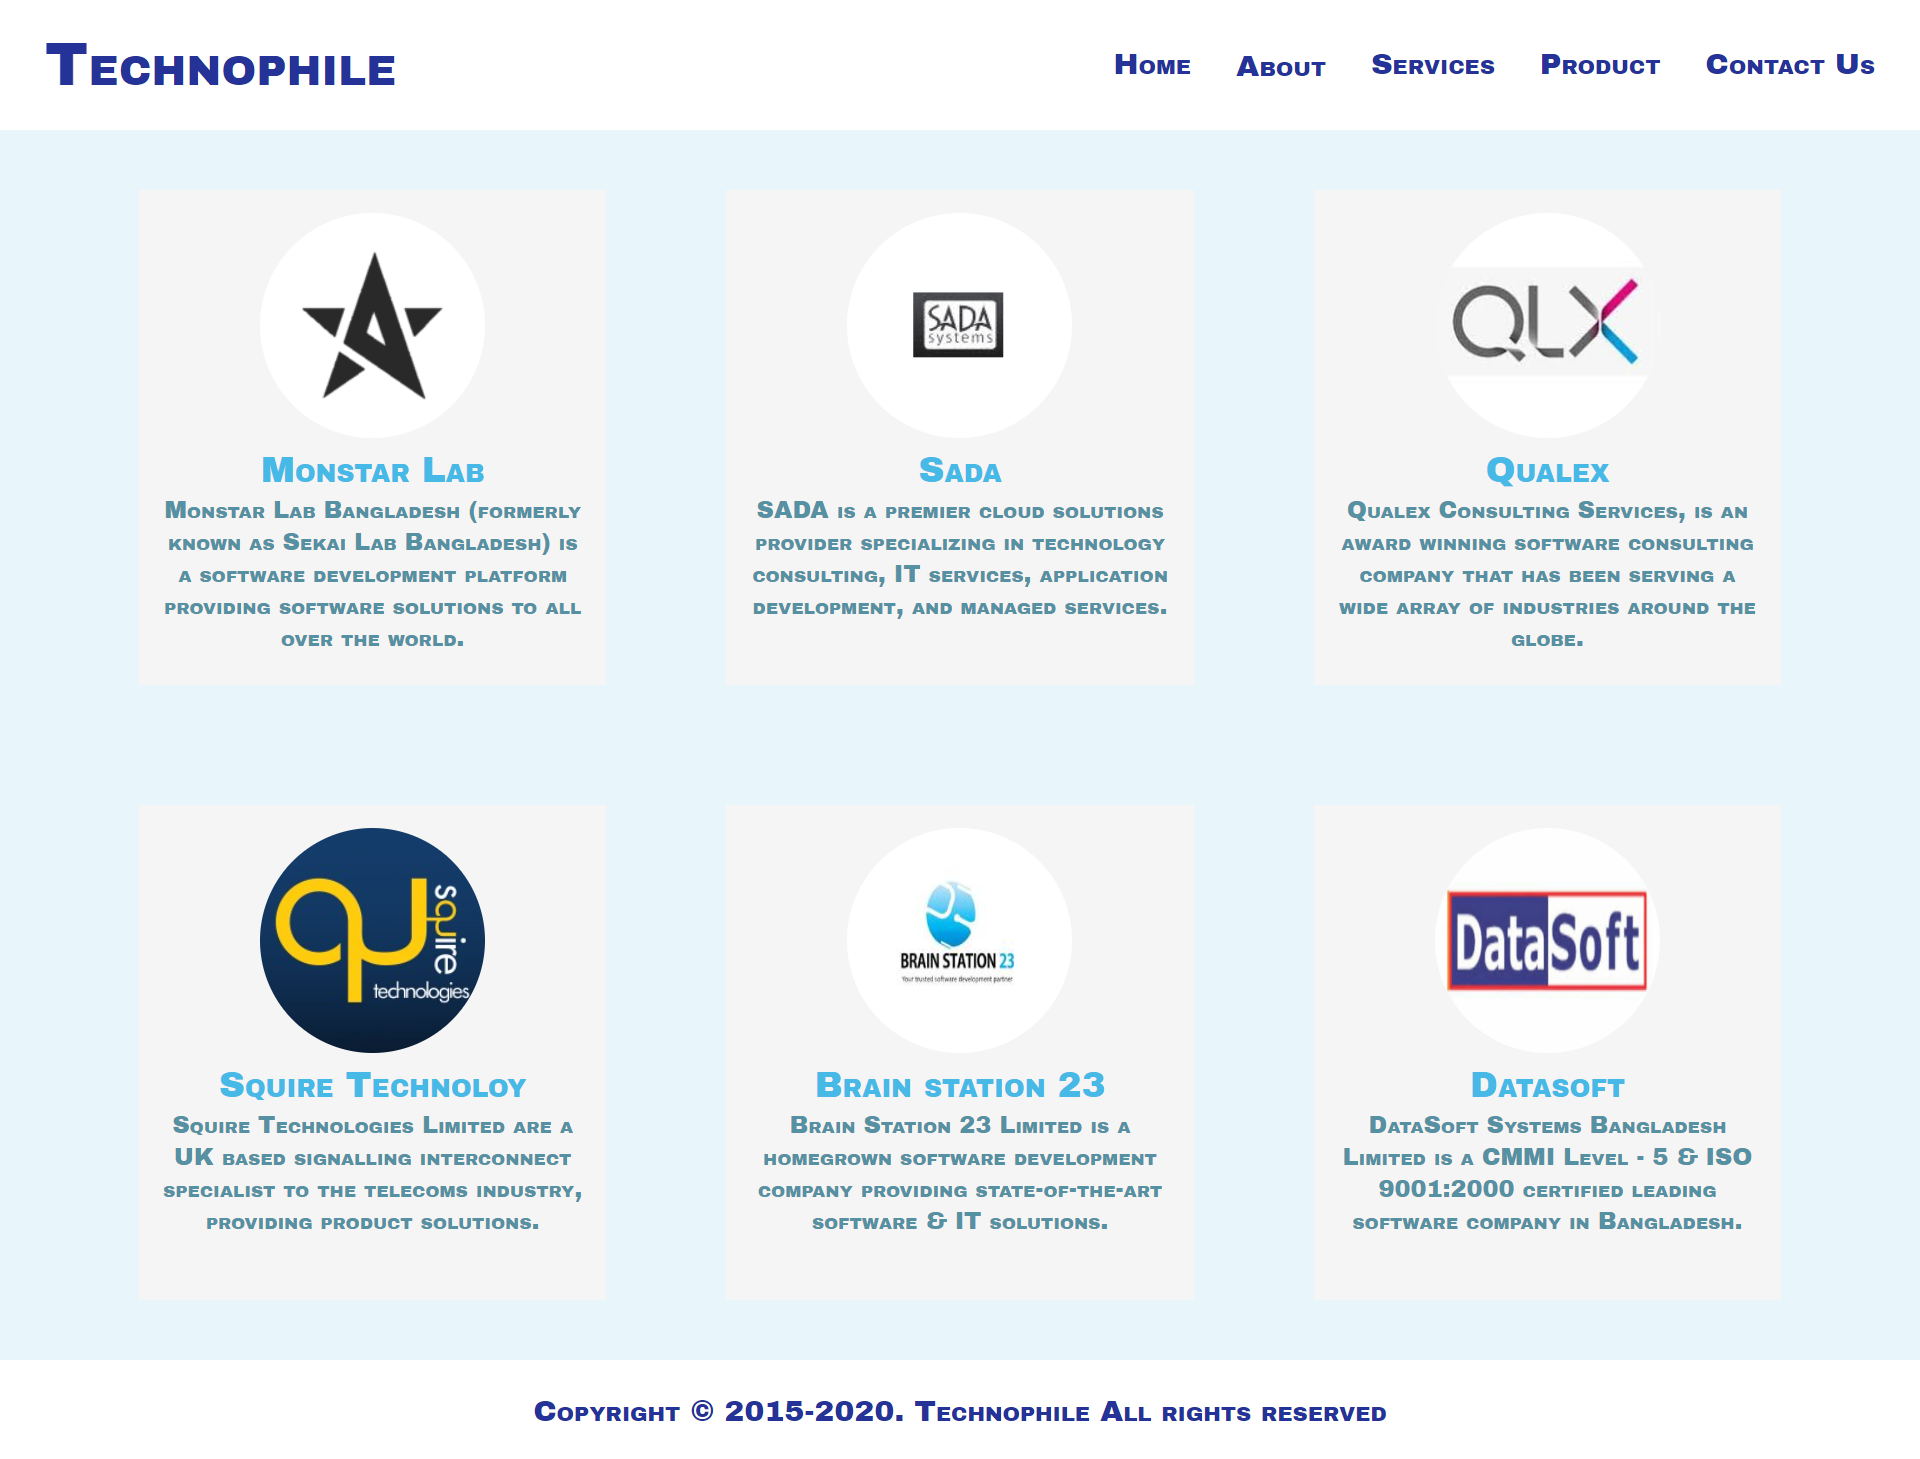 Technophile
Home About Services Product Contact Us
SADA
systems
QLX
Monstar Lab
Monstar Lab Bangladesh (formerly
known as Sekai Lab Bangladesh) is
a software development platform
providing software solutions to all
over the world.
Sada
SADA is a premier cloud solutions
provider specializing in technology
consulting, IT services, application
development, and managed services.
Qualex
Qualex Consulting Services, is an
award winning software consulting
company that has been serving a
wide array of industries around the
globe.
squire
technologies
Squire Technoloy
Squire Technologies Limited are a
UK based signalling interconnect
specialist to the telecoms industry,
providing product solutions.
BRAIN STATION 23
Your trusted software development partner
Brain station 23
Brain Station 23 Limited is a
homegrown software development
company providing state-of-the-art
software & IT solutions.
DataSoft
Datasoft
DataSoft Systems Bangladesh
Limited is a CMMI Level - 5 & ISO
9001:2000 certified leading
software company in Bangladesh.
Copyright © 2015-2020. Technophile All rights reserved